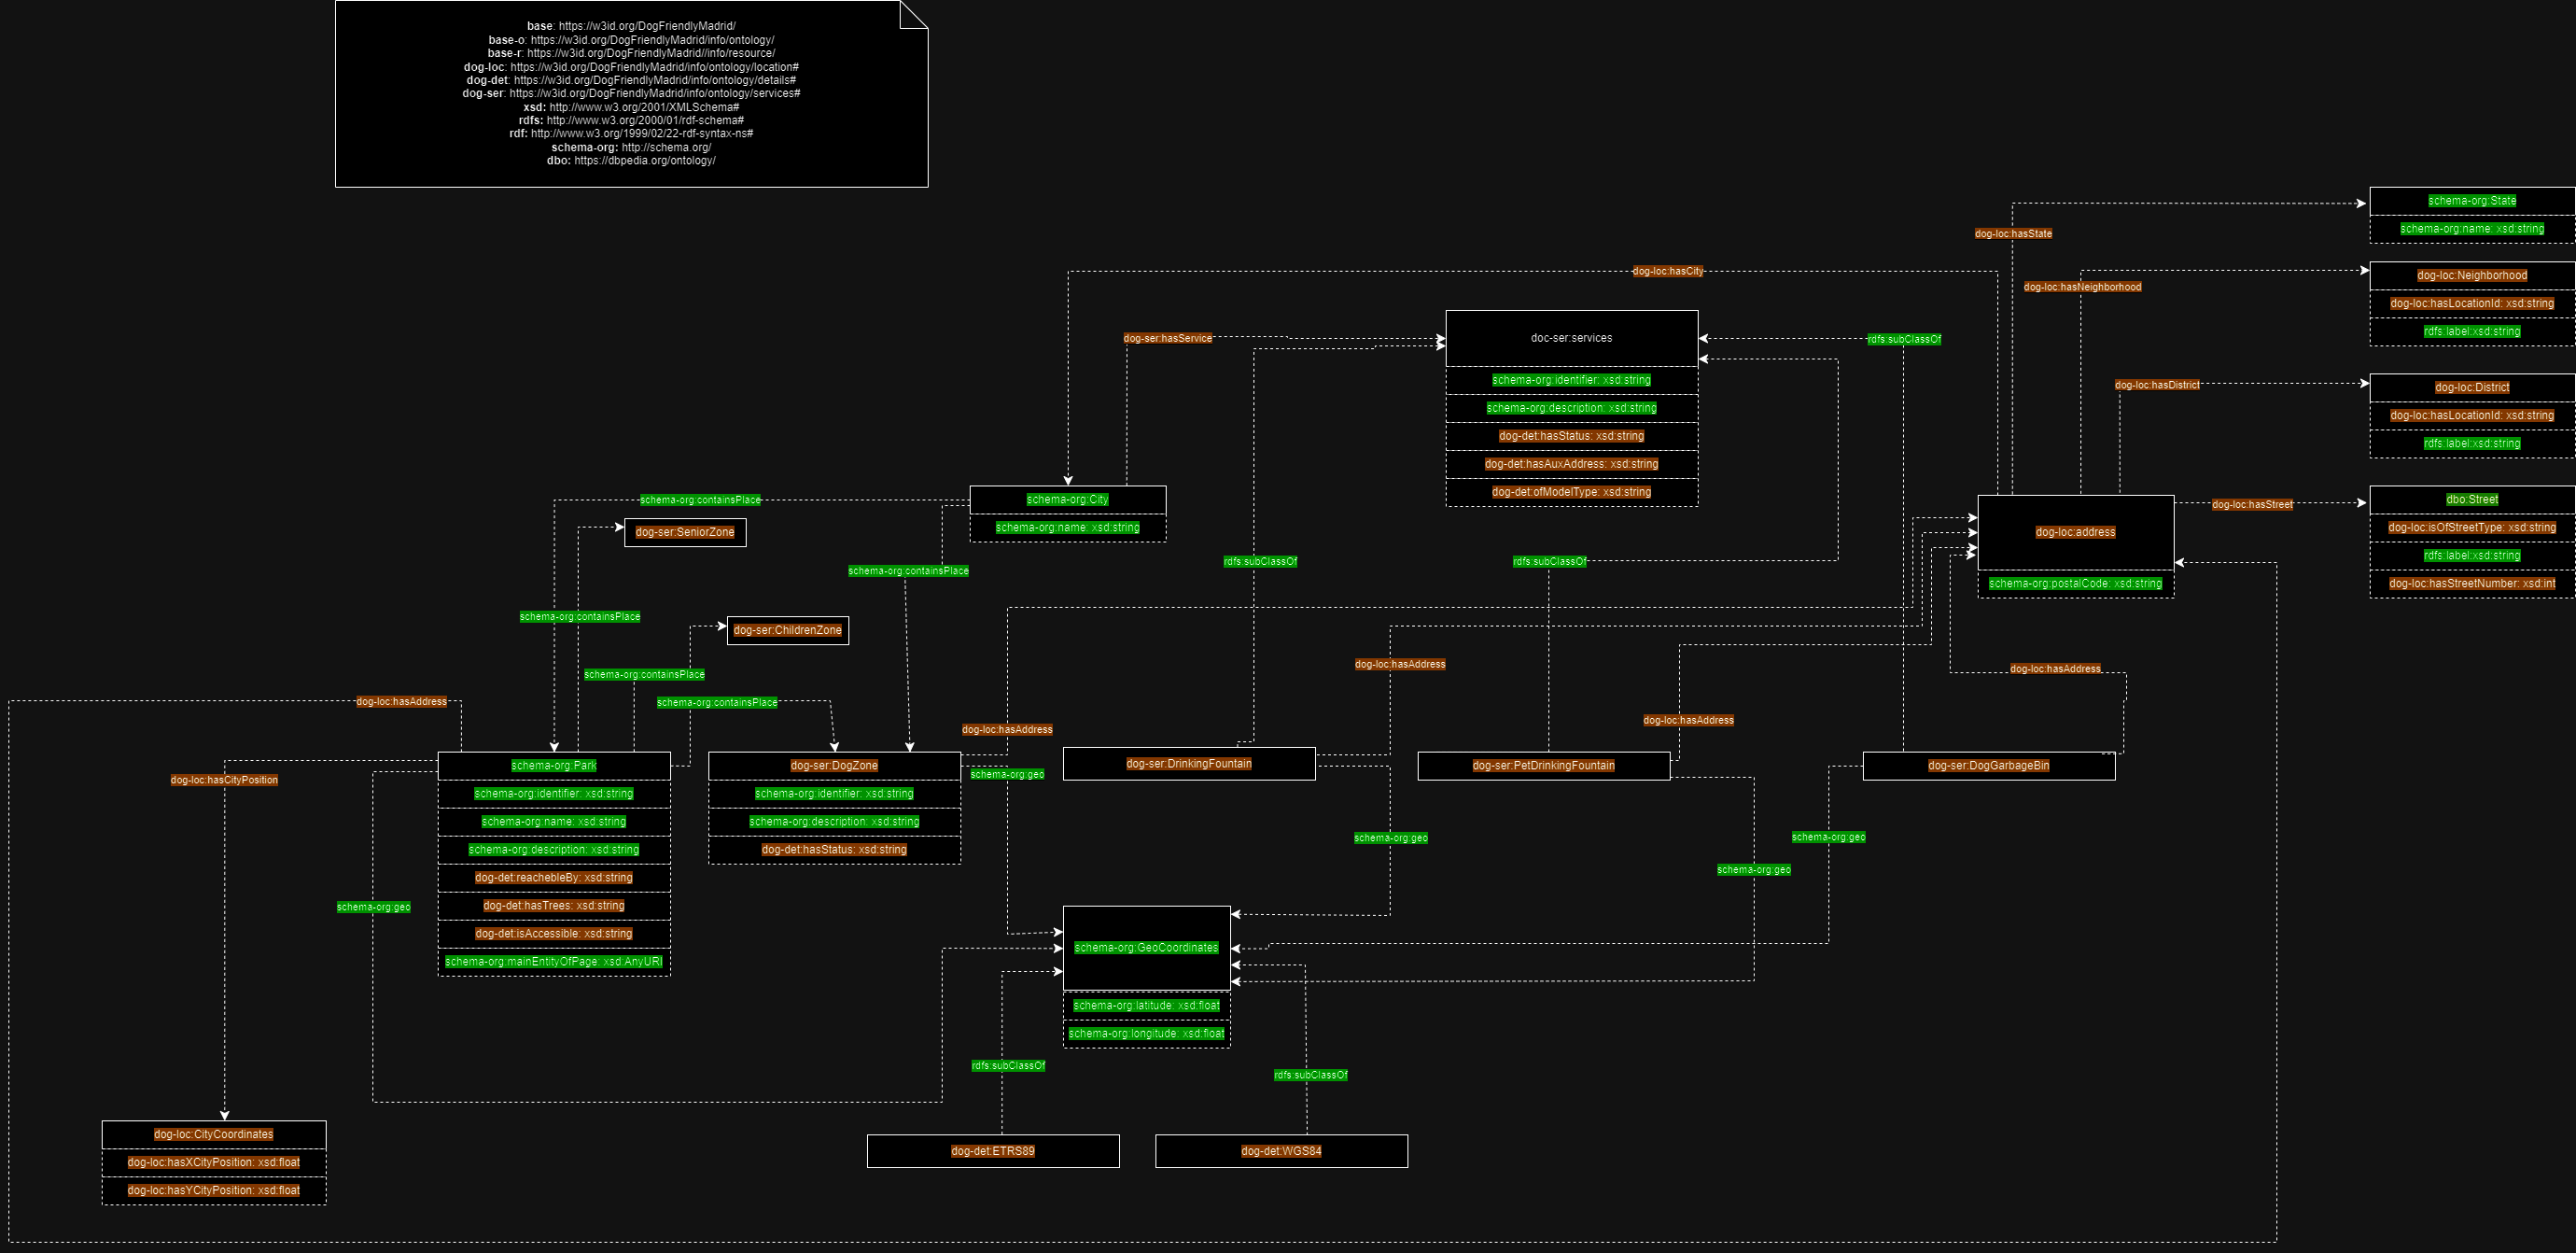 base: https://w3id.org/DogFriendlyMadrid/
base-o: https://w3id.org/DogFriendlyMadrid/info/ontology/
base-r: https://w3id.org/DogFriendlyMadrid//info/resource/
dog-loc: https://w3id.org/DogFriendlyMadrid/info/ontology/location#
dog-det: https://w3id.org/DogFriendlyMadrid/info/ontology/details#
dog-ser: https://w3id.org/DogFriendlyMadrid/info/ontology/services#
xsd: http://www.w3.org/2001/XMLSchema#
rdfs: http://www.w3.org/2000/01/rdf-schema#
rdf: http://www.w3.org/1999/02/22-rdf-syntax-ns#
schema-org: http://schema.org/
dbo: https://dbpedia.org/ontology/
schema-org:State
schema-org:name: xsd:string
dog-loc:hasState
dog-loc:hasCity
dog-loc:hasNeighborhood
dog-loc:Neighborhood
dog-loc:hasLocationId: xsd:string
rdfs:label:xsd:string
dog-ser:hasService
doc-ser:services
schema-org:identifier: xsd:string
schema-org:description: xsd:string
dog-det:hasStatus: xsd:string
dog-det:hasAuxAddress: xsd:string
dog-det:ofModelType: xsd:string
rdfs:subClassOf
dog-loc:hasDistrict
dog-loc:District
dog-loc:hasLocationId: xsd:string
rdfs:label:xsd:string
schema-org:containsPlace
schema-org:City
schema-org:name: xsd:string
dog-loc:hasStreet
dbo:Street
dog-loc:isOfStreetType: xsd:string
rdfs:label:xsd:string
dog-loc:hasStreetNumber: xsd:int
dog-ser:SeniorZone
dog-loc:address
schema-org:postalCode: xsd:string
schema-org:containsPlace
rdfs:subClassOf
rdfs:subClassOf
schema-org:containsPlace
dog-ser:ChildrenZone
schema-org:containsPlace
dog-loc:hasAddress
dog-loc:hasAddress
dog-loc:hasAddress
schema-org:containsPlace
dog-loc:hasAddress
dog-loc:hasAddress
dog-loc:hasCityPosition
schema-org:Park
schema-org:identifier: xsd:string
schema-org:name: xsd:string
schema-org:description: xsd:string
dog-det:reachebleBy: xsd:string
dog-det:hasTrees: xsd:string
dog-det:isAccessible: xsd:string
schema-org:mainEntityOfPage: xsd:AnyURI
dog-ser:DogZone
schema-org:identifier: xsd:string
schema-org:description: xsd:string
dog-det:hasStatus: xsd:string
schema-org:geo
dog-ser:DrinkingFountain
dog-ser:PetDrinkingFountain
dog-ser:DogGarbageBin
schema-org:geo
schema-org:geo
schema-org:geo
schema-org:geo
schema-org:GeoCoordinates
schema-org:latitude: xsd:float
schema-org:longitude: xsd:float
rdfs:subClassOf
rdfs:subClassOf
dog-loc:CityCoordinates
dog-loc:hasXCityPosition: xsd:float
dog-loc:hasYCityPosition: xsd:float
dog-det:ETRS89
dog-det:WGS84